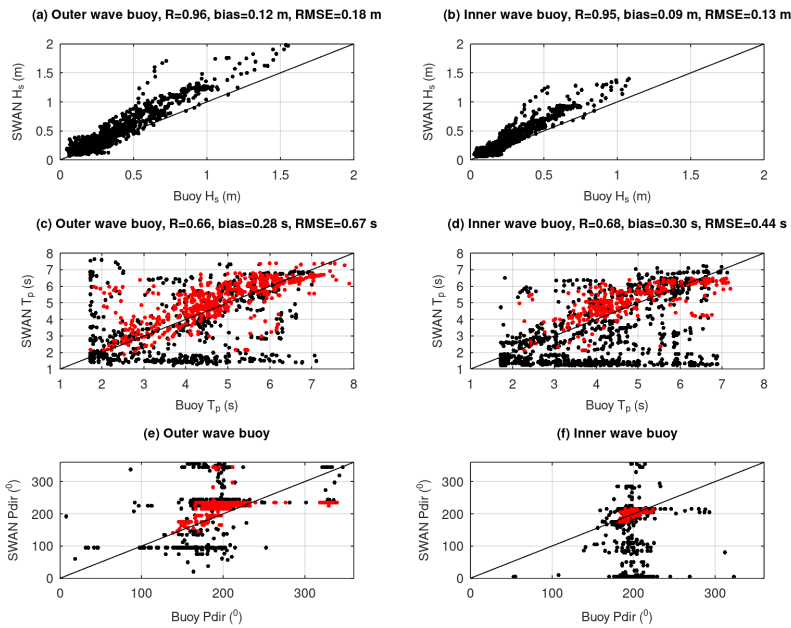 (a) Outer wave buoy, R=0.96, bias=0.12 m, RMSE=0.18 m
(b) Inner wave buoy, R=0.95, bias=0.09 m, RMSE=0.13 m
2
1.5
1
0.5
0
SWAN Hs (m)
0 0.5 1 1.5 2
Buoy Hs (m)
2
1.5
1
0.5
0
SWAN Hs (m)
0 0.5 1 1.5 2
Buoy Hs (m)
(c) Outer wave buoy, R=0.66, bias=0.28 s, RMSE=0.67 s
(d) Inner wave buoy, R=0.68, bias=0.30 s, RMSE=0.44 s
8
7
6
5
4
3
2
1
SWAN Tp (s)
1 2 3 4 5 6 7 8
Buoy Tp (s)
8
7
6
5
4
3
2
1
SWAN Tp (s)
1 2 3 4 5 6 7 8
Buoy Tp (s)
(e) Outer wave buoy
(f) Inner wave buoy
300
200
100
0
SWAN Pdir (0)
0 100 200 300
Buoy Pdir (0)
300
200
100
0
SWAN Pdir (0)
0 100 200 300
Buoy Pdir (0)